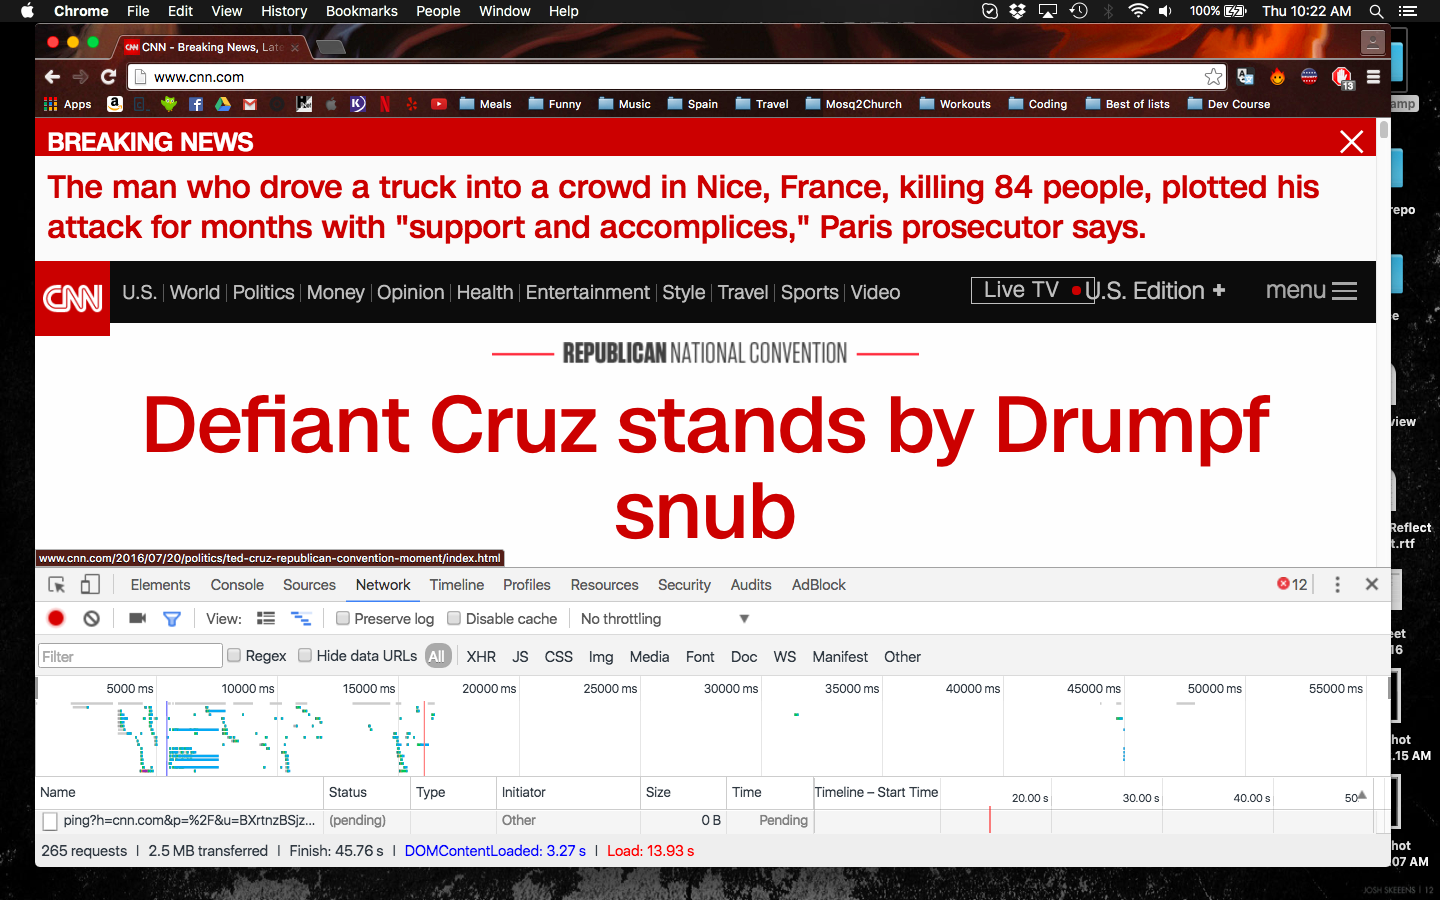 Chrome File Edit View History Bookmarks People Window Help 100% Thu 10:22 AM
CNN CNN - Breaking News, Late
www.cnn.com
13
Apps Meals Funny Music Spain Travel Mosq2Church Workouts Coding Best of lists Dev Course
amp
BREAKING NEWS
The man who drove a truck into a crowd in Nice, France, killing 84 people, plotted his
attack for months with "support and accomplices," Paris prosecutor says.
repo
CNN U.S. World Politics Money Opinion Health Entertainment Style Travel Sports Video Live TV U.S. Edition + menu
REPUBLICAN NATIONAL CONVENTION
Defiant Cruz stands by Drumpf
snub
view
Reflect
t.rtf
www.cnn.com/2016/07/20/politics/ted-cruz-republican-convention-moment/index.html
Elements Console Sources Network Timeline Profiles Resources Security Audits AdBlock 12
View: Preserve log Disable cache No throttling
eet
16
Filter Regex Hide data URLs All XHR JS CSS Img Media Font Doc WS Manifest Other
5000 ms 10000 ms 15000 ms 20000 ms 25000 ms 30000 ms 35000 ms 40000 ms 45000 ms 50000 ms 55000 ms
hot
.15 AM
Name Status Type Initiator Size Time Timeline – Start Time 20.00 s 30.00 s 40.00 s 50
ping?h=cnn.com&p=%2F&u=BXrtnzBSjz... (pending) Other 0 B Pending
265 requests | 2.5 MB transferred | Finish: 45.76 s | DOMContentLoaded: 3.27 s | Load: 13.93 s
hot
07 AM
JOSH SKEEENS | 12